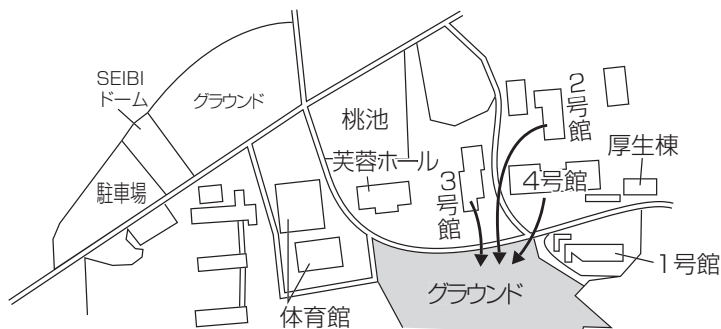 SEIBI
ドーム
グラウンド
桃池
2号館
芙蓉ホール
3号館
4号館
厚生棟
駐車場
1号館
グラウンド
体育館